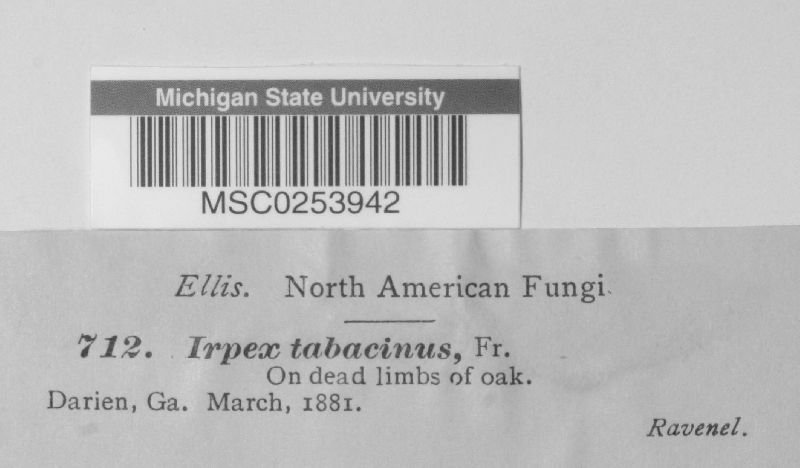 Michigan State University
MSC0253942
Ellis. North American Fungi.
712. Irpex tabacinus, Fr.
On dead limbs of oak.
Darien, Ga. March, 1881.
Ravenel.